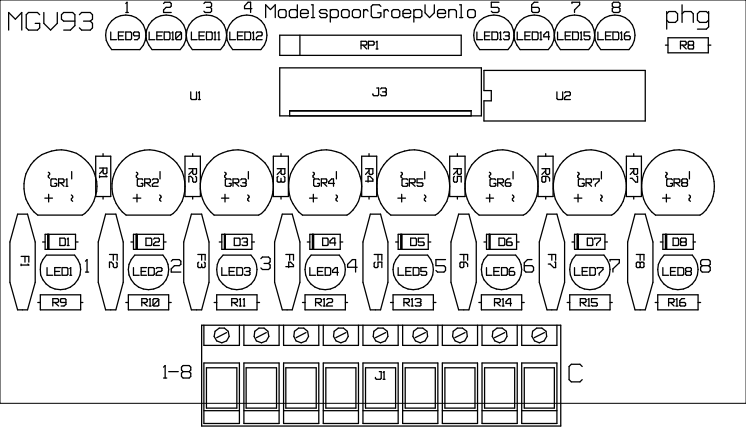 MGV93 1 2 3 4 ModelspoorGroepVenlo 5 6 7 8 phg
LED9 LED10 LED11 LED12 RP1 LED13 LED14 LED15 LED16 R8
U1 J3 U2
GR1 R1 GR2 R2 GR3 R3 GR4 R4 GR5 R5 GR6 R6 GR7 R7 GR8
F1 D1 F2 D2 F3 D3 F4 D4 F5 D5 F6 D6 F7 D7 F8 D8
LED1 1 LED2 2 LED3 3 LED4 4 LED5 5 LED6 6 LED7 7 LED8 8
R9 R10 R11 R12 R13 R14 R15 R16
1-8 J1 C